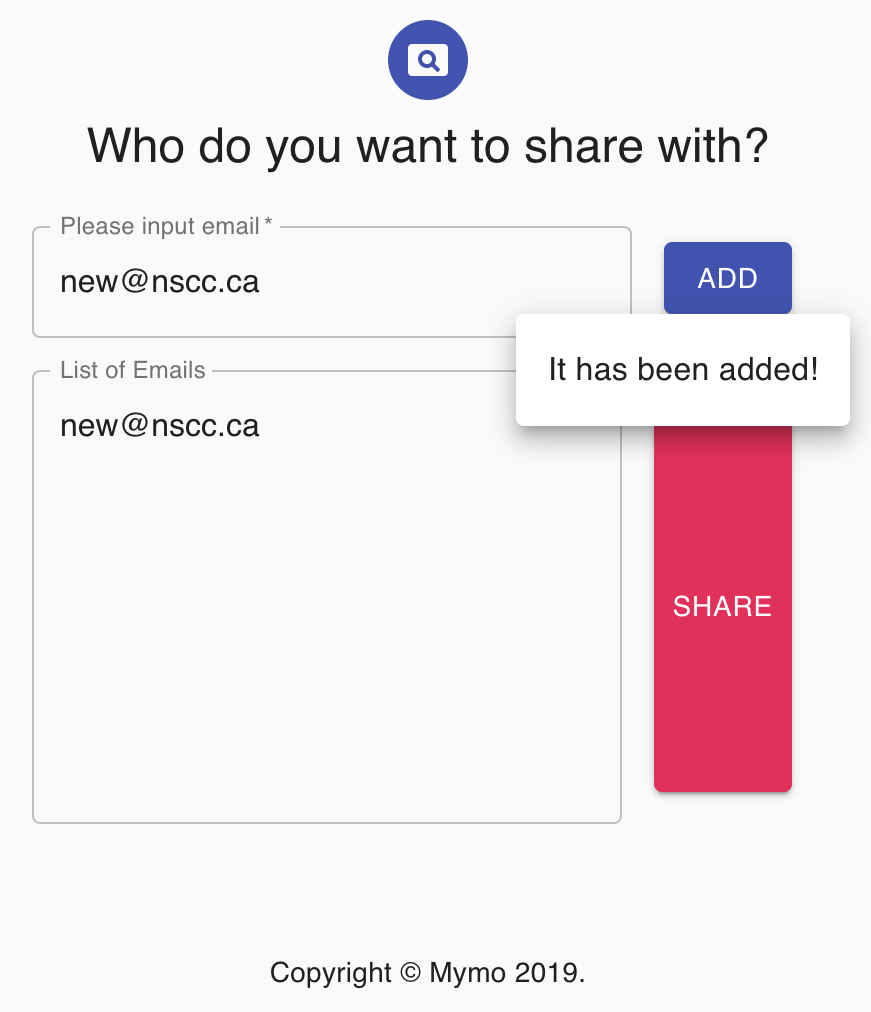 Who do you want to share with?
Please input email *
new@nscc.ca
ADD
It has been added!
List of Emails
new@nscc.ca
SHARE
Copyright © Mymo 2019.